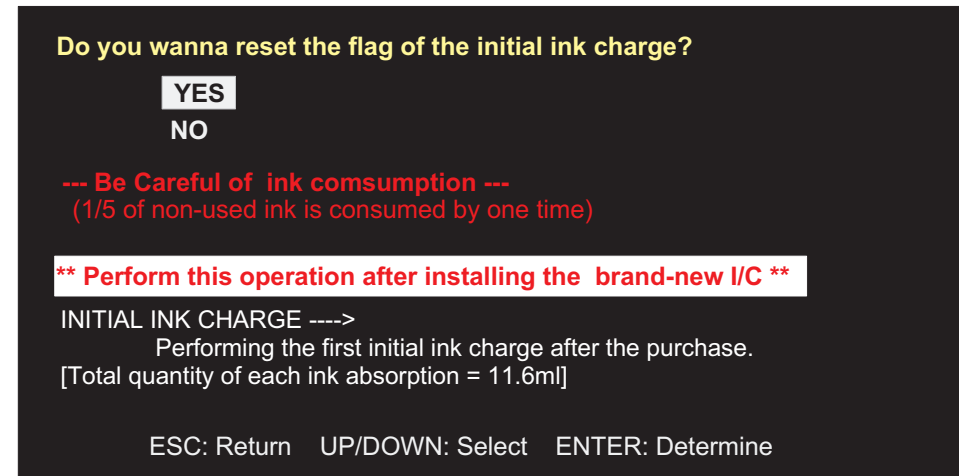 Do you wanna reset the flag of the initial ink charge?
YES
NO
--- Be Careful of ink comsumption ---
(1/5 of non-used ink is consumed by one time)
** Perform this operation after installing the brand-new I/C **
INITIAL INK CHARGE ---->
Performing the first initial ink charge after the purchase.
[Total quantity of each ink absorption = 11.6ml]
ESC: Return UP/DOWN: Select ENTER: Determine